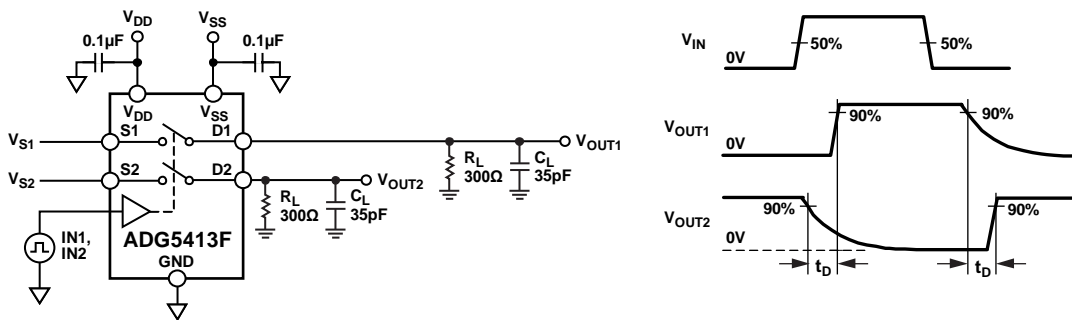 VDD
VSS
0.1µF
0.1µF
VDD
VSS
VS1
S1
D1
VOUT1
RL
300Ω
CL
35pF
VS2
S2
D2
VOUT2
RL
300Ω
CL
35pF
IN1,
IN2
ADG5413F
GND
VIN
0V
50%
50%
VOUT1
0V
90%
90%
VOUT2
90%
90%
0V
tD
tD